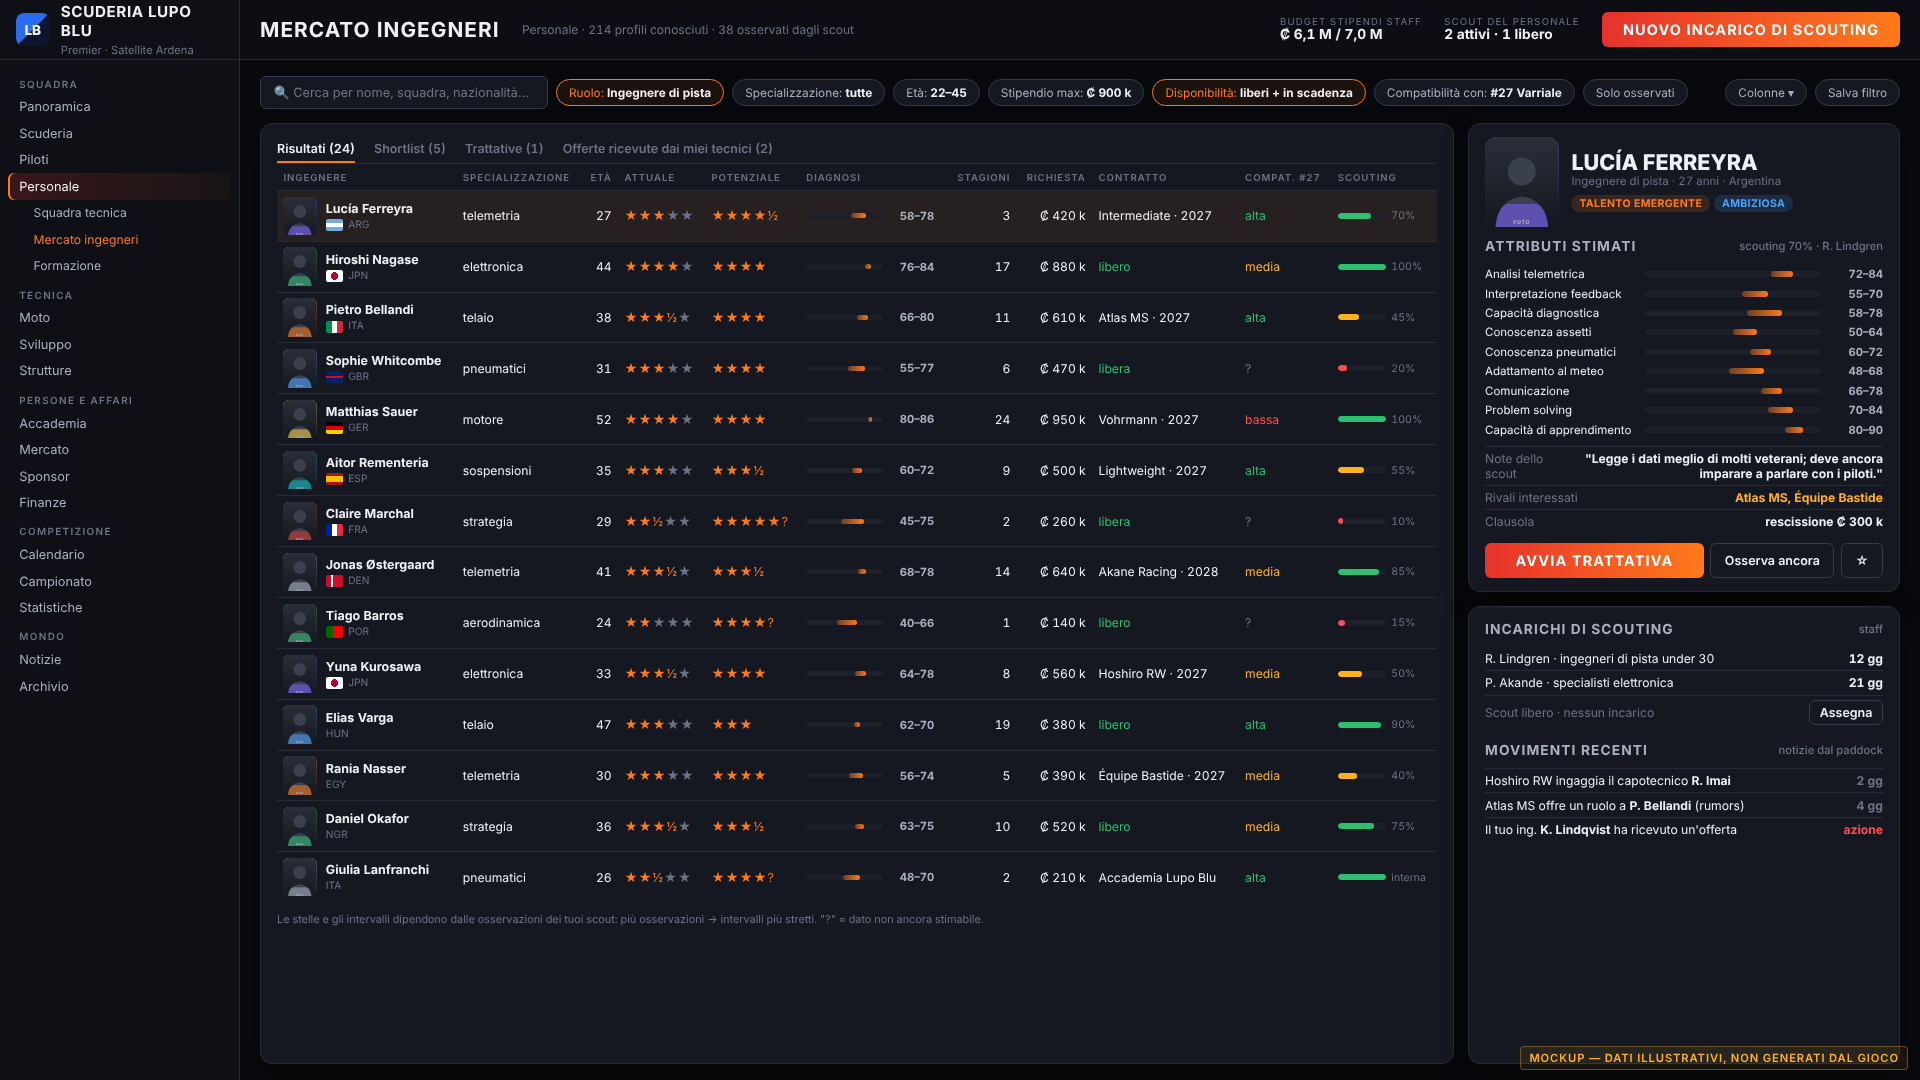 LB
SCUDERIA LUPO BLU
Premier · Satellite Ardena
MERCATO INGEGNERI
Personale · 214 profili conosciuti · 38 osservati dagli scout
BUDGET STIPENDI STAFF
₡ 6,1 M / 7,0 M
SCOUT DEL PERSONALE
2 attivi · 1 libero
NUOVO INCARICO DI SCOUTING
SQUADRA
Panoramica
Scuderia
Piloti
Personale
Squadra tecnica
Mercato ingegneri
Formazione
TECNICA
Moto
Sviluppo
Strutture
PERSONE E AFFARI
Accademia
Mercato
Sponsor
Finanze
COMPETIZIONE
Calendario
Campionato
Statistiche
MONDO
Notizie
Archivio
🔍 Cerca per nome, squadra, nazionalità...
Ruolo: Ingegnere di pista
Specializzazione: tutte
Età: 22–45
Stipendio max: ₡ 900 k
Disponibilità: liberi + in scadenza
Compatibilità con: #27 Varriale
Solo osservati
Colonne ▾
Salva filtro
Risultati (24) Shortlist (5) Trattative (1) Offerte ricevute dai miei tecnici (2)
INGEGNERE SPECIALIZZAZIONE ETÀ ATTUALE POTENZIALE DIAGNOSI STAGIONI RICHIESTA CONTRATTO COMPAT. #27 SCOUTING
Lucía Ferreyra ARG telemetria 27 ★★★★★ ★★★★½ 58–78 3 ₡ 420 k Intermediate · 2027 alta 70%
Hiroshi Nagase JPN elettronica 44 ★★★★★ ★★★★ 76–84 17 ₡ 880 k libero media 100%
Pietro Bellandi ITA telaio 38 ★★★½★ ★★★★ 66–80 11 ₡ 610 k Atlas MS · 2027 alta 45%
Sophie Whitcombe GBR pneumatici 31 ★★★★★ ★★★★ 55–77 6 ₡ 470 k libera ? 20%
Matthias Sauer GER motore 52 ★★★★★ ★★★★ 80–86 24 ₡ 950 k Vohrmann · 2027 bassa 100%
Aitor Rementeria ESP sospensioni 35 ★★★★★ ★★★½ 60–72 9 ₡ 500 k Lightweight · 2027 alta 55%
Claire Marchal FRA strategia 29 ★★½★★ ★★★★★? 45–75 2 ₡ 260 k libera ? 10%
Jonas Østergaard DEN telemetria 41 ★★★½★ ★★★½ 68–78 14 ₡ 640 k Akane Racing · 2028 media 85%
Tiago Barros POR aerodinamica 24 ★★★★★ ★★★★? 40–66 1 ₡ 140 k libero ? 15%
Yuna Kurosawa JPN elettronica 33 ★★★½★ ★★★★ 64–78 8 ₡ 560 k Hoshiro RW · 2027 media 50%
Elias Varga HUN telaio 47 ★★★★★ ★★★ 62–70 19 ₡ 380 k libero alta 90%
Rania Nasser EGY telemetria 30 ★★★★★ ★★★★ 56–74 5 ₡ 390 k Équipe Bastide · 2027 media 40%
Daniel Okafor NGR strategia 36 ★★★½★ ★★★½ 63–75 10 ₡ 520 k libero media 75%
Giulia Lanfranchi ITA pneumatici 26 ★★½★★ ★★★★? 48–70 2 ₡ 210 k Accademia Lupo Blu alta interna
Le stelle e gli intervalli dipendono dalle osservazioni dei tuoi scout: più osservazioni → intervalli più stretti. "?" = dato non ancora stimabile.
FOTO
LUCÍA FERREYRA
Ingegnere di pista · 27 anni · Argentina
TALENTO EMERGENTE AMBIZIOSA
ATTRIBUTI STIMATI scouting 70% · R. Lindgren
Analisi telemetrica 72–84
Interpretazione feedback 55–70
Capacità diagnostica 58–78
Conoscenza assetti 50–64
Conoscenza pneumatici 60–72
Adattamento al meteo 48–68
Comunicazione 66–78
Problem solving 70–84
Capacità di apprendimento 80–90
Note dello scout "Legge i dati meglio di molti veterani; deve ancora
imparare a parlare con i piloti."
Rivali interessati Atlas MS, Équipe Bastide
Clausola rescissione ₡ 300 k
AVVIA TRATTATIVA Osserva ancora ☆
INCARICHI DI SCOUTING staff
R. Lindgren · ingegneri di pista under 30 12 gg
P. Akande · specialisti elettronica 21 gg
Scout libero · nessun incarico Assegna
MOVIMENTI RECENTI notizie dal paddock
Hoshiro RW ingaggia il capotecnico R. Imai 2 gg
Atlas MS offre un ruolo a P. Bellandi (rumors) 4 gg
Il tuo ing. K. Lindqvist ha ricevuto un'offerta azione
MOCKUP — DATI ILLUSTRATIVI, NON GENERATI DAL GIOCO